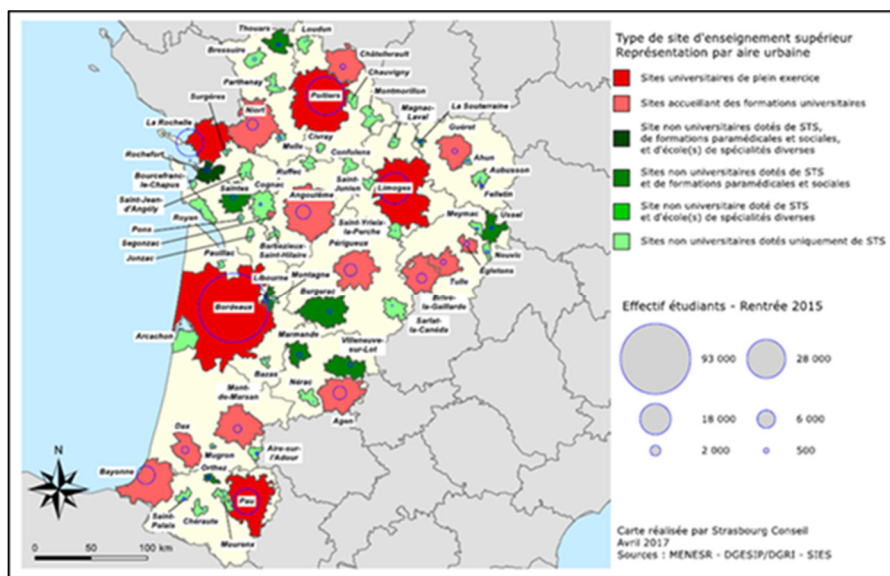 Thouars
Loudun
Bressuire
Châtellerault
Chauvigny
Parthenay
Montmorillon
Poitiers
Surgères
Magnac-
Laval
La Souterraine
Niort
La Rochelle
Guéret
Civray
Melle
Confolens
Rochefort
Ruffec
Ahun
Bourcefranc-
le-Chapus
Aubusson
Cognac
Saint-
Junien
Limoges
Saintes
Felletin
Saint-Jean-
d'Angély
Angoulême
Meymac
Ussel
Royan
Saint-Yrieix-
la-Perche
Pons
Segonzac
Périgueux
Barbezieux-
Saint-Hilaire
Jonzac
Neuvic
Pauillac
Égletons
Libourne
Montagne
Tulle
Bergerac
Brive-
la-Gaillarde
Bordeaux
Sarlat-
la-Canéda
Marmande
Villeneuve-
sur-Lot
Arcachon
Bazas
Nérac
Mont-
de-Marsan
Agen
Dax
Mugron
Aire-sur-
l'Adour
Bayonne
Orthez
Pau
Saint-
Palais
Chéraute
Mourenx
N
0 50 100 km
Type de site d'enseignement supérieur
Représentation par aire urbaine
Sites universitaires de plein exercice
Sites accueillant des formations universitaires
Site non universitaires dotés de STS,
de formations paramédicales et sociales,
et d'école(s) de spécialités diverses
Sites non universitaires dotés de STS
et de formations paramédicales et sociales
Site non universitaire doté de STS
et d'école(s) de spécialités diverses
Sites non universitaires dotés uniquement de STS
Effectif étudiants - Rentrée 2015
93 000
28 000
18 000
6 000
2 000
500
Carte réalisée par Strasbourg Conseil
Avril 2017
Sources : MENESR - DGESIP/DGRI - SIES